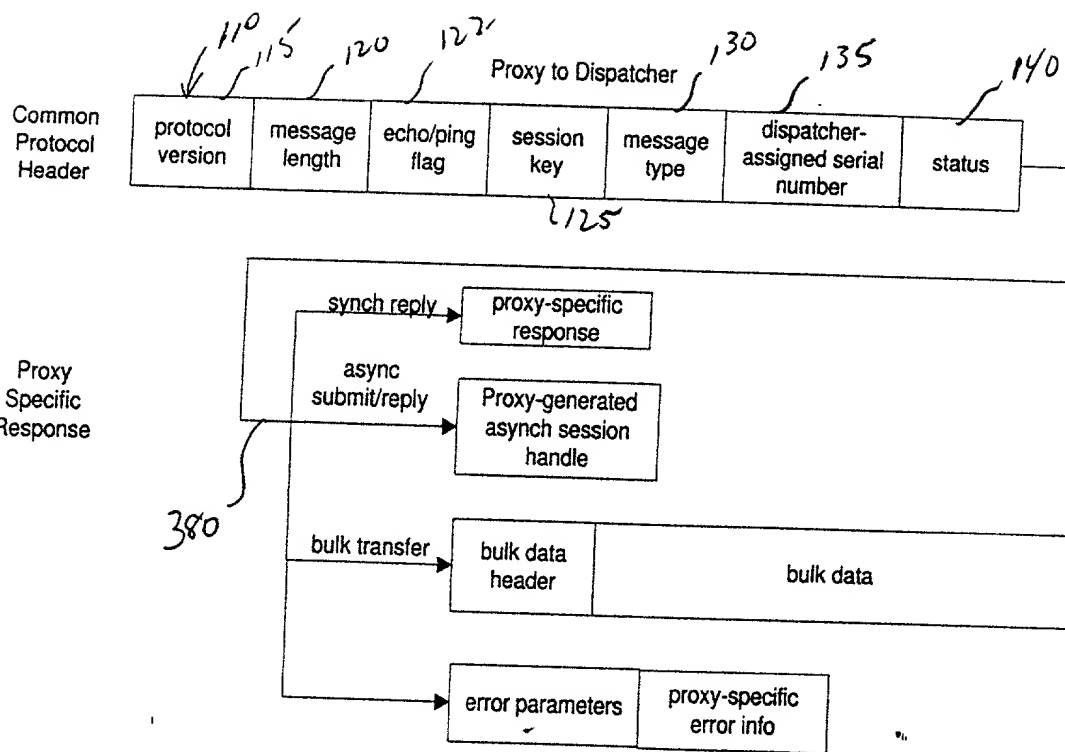 110
115
120
122
Proxy to Dispatcher
130
135
140
Common
Protocol
Header
protocol
version
message
length
echo/ping
flag
session
key
message
type
dispatcher-
assigned serial
number
status
125
synch reply
proxy-specific
response
Proxy
Specific
Response
async
submit/reply
Proxy-generated
asynch session
handle
380
bulk transfer
bulk data
header
bulk data
error parameters
proxy-specific
error info